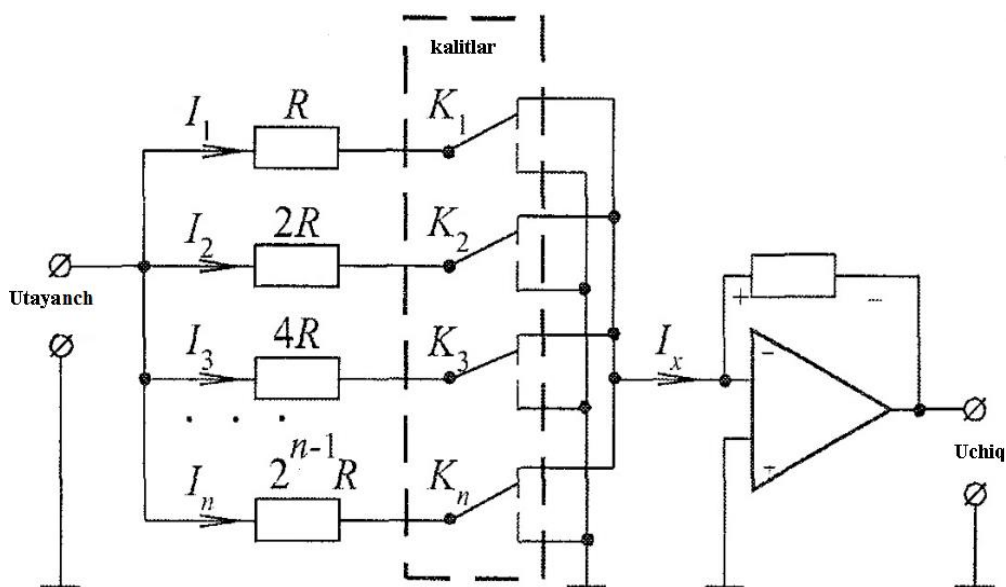 kalitlar
I₁ R K₁
I₂ 2R K₂
Utayanch
I₃ 4R K₃
Iₓ + −
−
. . .
Iₙ 2ⁿ⁻¹R Kₙ
+
Uchiq